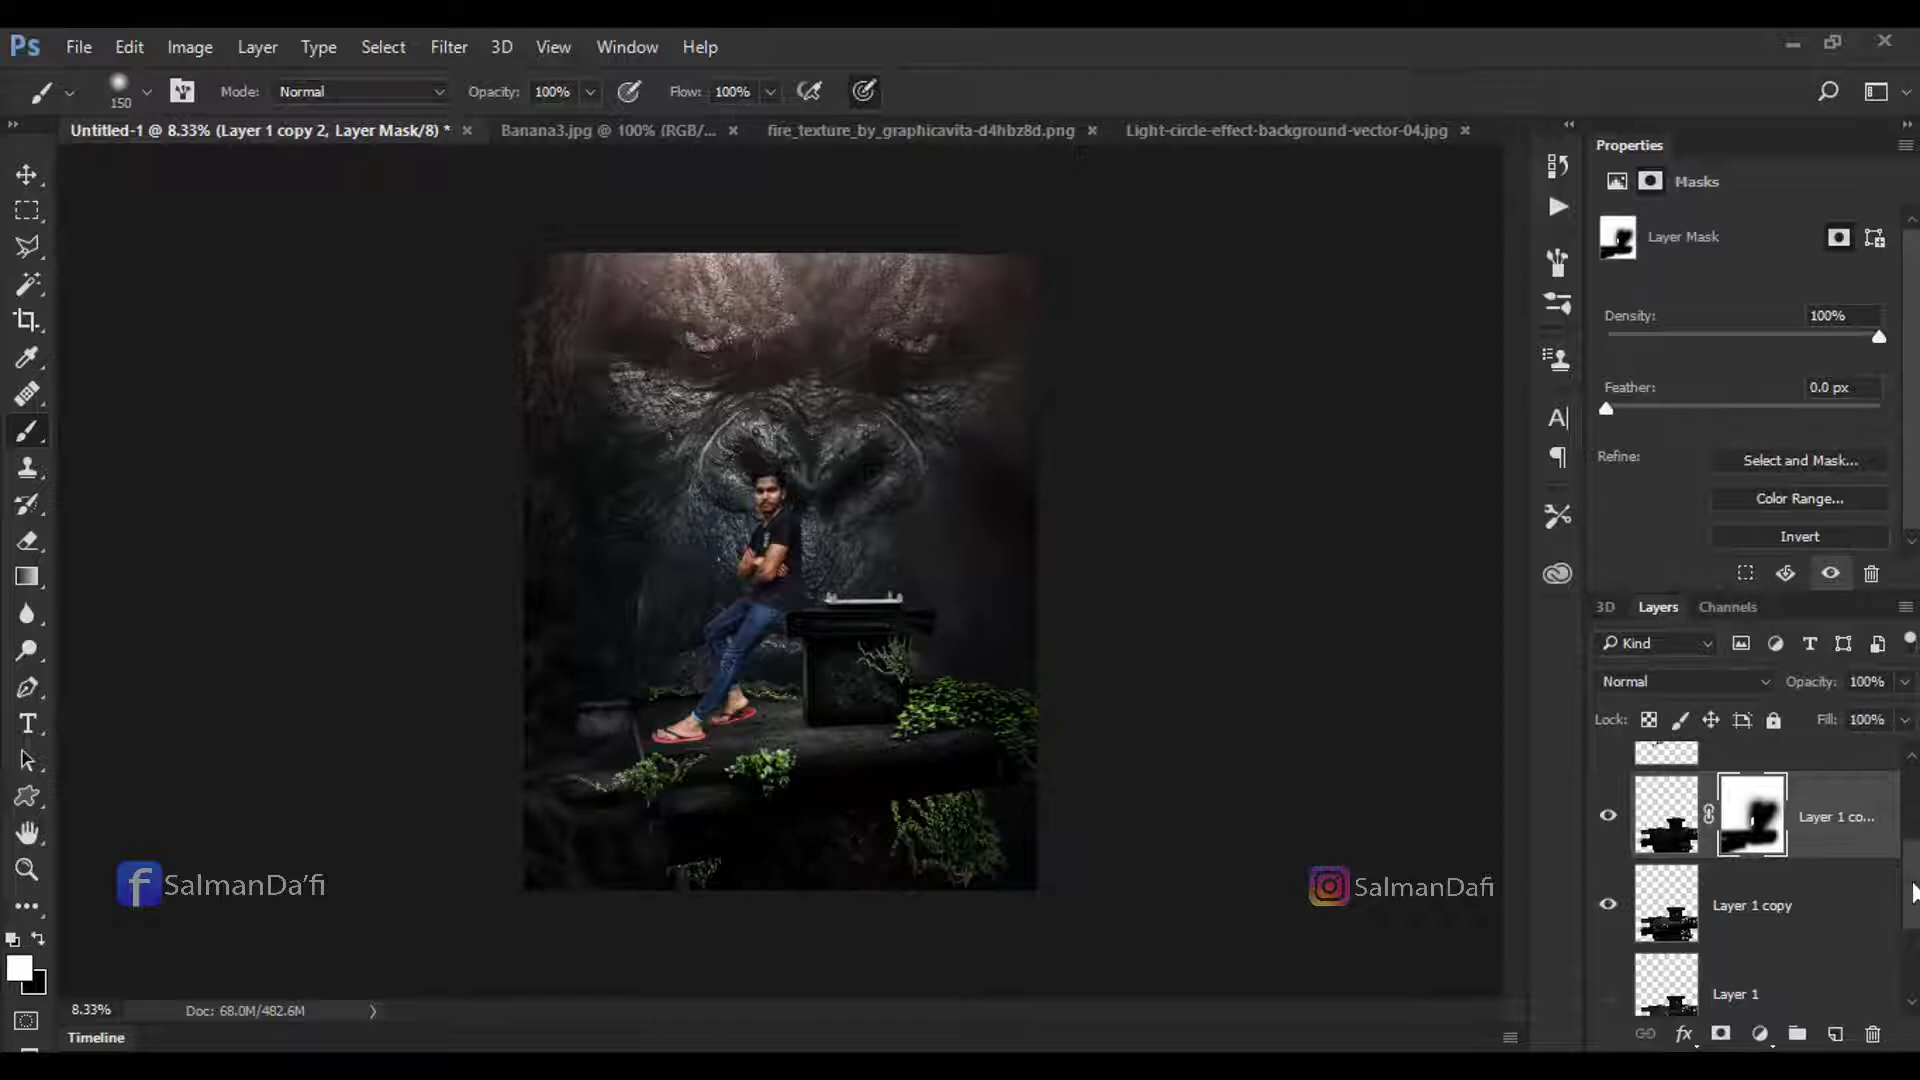 Ps File Edit Image Layer Type Select Filter 3D View Window Help
150 Mode: Normal Opacity: 100% Flow: 100%
Untitled-1 @ 8.33% (Layer 1 copy 2, Layer Mask/8) * Banana3.jpg @ 100% (RGB/... fire_texture_by_graphicavita-d4hbz8d.png Light-circle-effect-background-vector-04.jpg
Properties
Masks
Layer Mask
Density: 100%
Feather: 0.0 px
Refine: Select and Mask...
Color Range...
Invert
3D Layers Channels
Kind
Normal Opacity: 100%
Lock: Fill: 100%
Layer 1 co...
Layer 1 copy
Layer 1
fx
f SalmanDa'fi
SalmanDafi
8.33% Doc: 68.0M/482.6M
Timeline